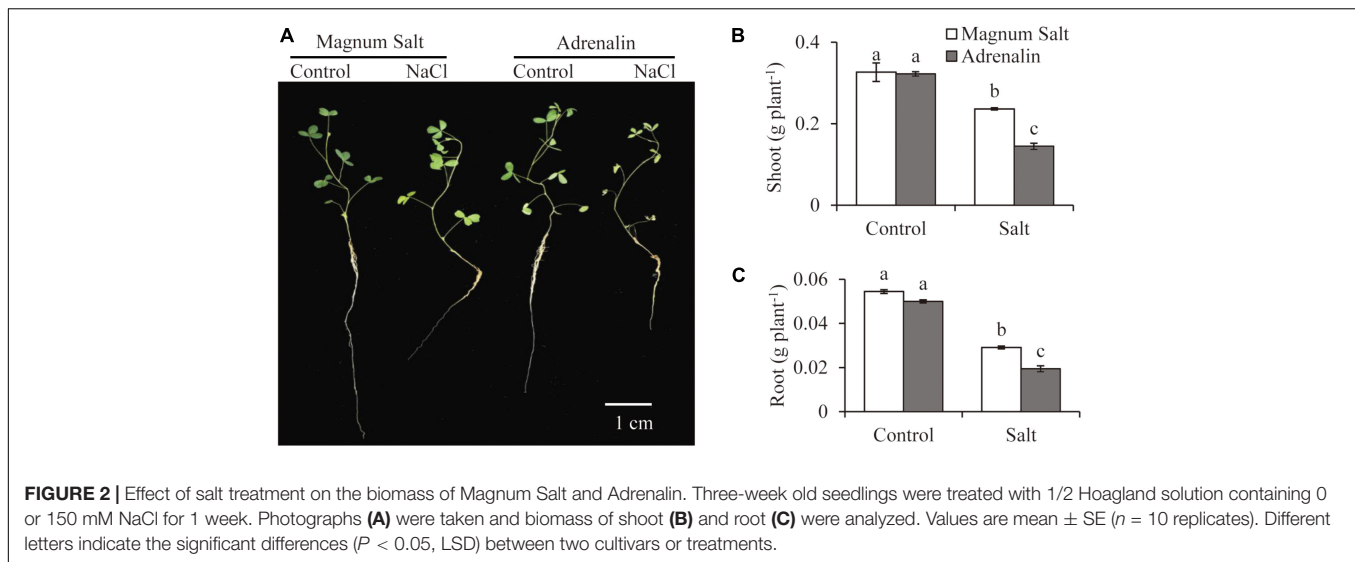 A
Magnum Salt
Adrenalin
Control
NaCl
Control
NaCl
1 cm
B
Magnum Salt
Adrenalin
Shoot (g plant⁻¹)
0.4
0.2
0
a
a
b
c
Control
Salt
C
Root (g plant⁻¹)
0.06
0.04
0.02
0
a
a
b
c
Control
Salt
FIGURE 2 | Effect of salt treatment on the biomass of Magnum Salt and Adrenalin. Three-week old seedlings were treated with 1/2 Hoagland solution containing 0
or 150 mM NaCl for 1 week. Photographs (A) were taken and biomass of shoot (B) and root (C) were analyzed. Values are mean ± SE (n = 10 replicates). Different
letters indicate the significant differences (P < 0.05, LSD) between two cultivars or treatments.